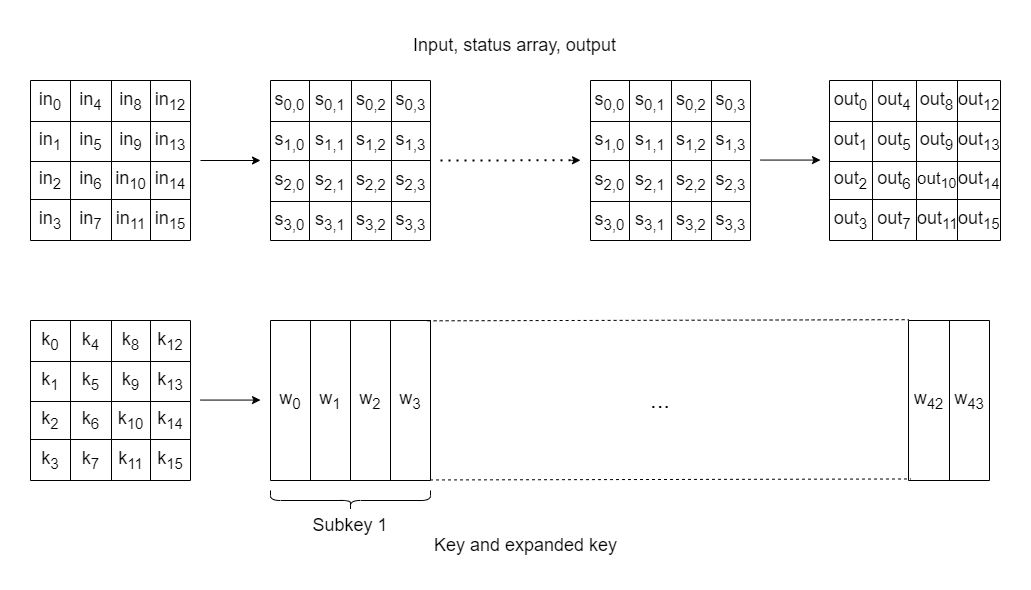 Input, status array, output
in₀ in₄ in₈ in₁₂ s₀,₀ s₀,₁ s₀,₂ s₀,₃ s₀,₀ s₀,₁ s₀,₂ s₀,₃ out₀ out₄ out₈ out₁₂
in₁ in₅ in₉ in₁₃ s₁,₀ s₁,₁ s₁,₂ s₁,₃ s₁,₀ s₁,₁ s₁,₂ s₁,₃ out₁ out₅ out₉ out₁₃
in₂ in₆ in₁₀ in₁₄ s₂,₀ s₂,₁ s₂,₂ s₂,₃ s₂,₀ s₂,₁ s₂,₂ s₂,₃ out₂ out₆ out₁₀ out₁₄
in₃ in₇ in₁₁ in₁₅ s₃,₀ s₃,₁ s₃,₂ s₃,₃ s₃,₀ s₃,₁ s₃,₂ s₃,₃ out₃ out₇ out₁₁ out₁₅
k₀ k₄ k₈ k₁₂
k₁ k₅ k₉ k₁₃
w₀ w₁ w₂ w₃ ... w₄₂ w₄₃
k₂ k₆ k₁₀ k₁₄
k₃ k₇ k₁₁ k₁₅
Subkey 1
Key and expanded key